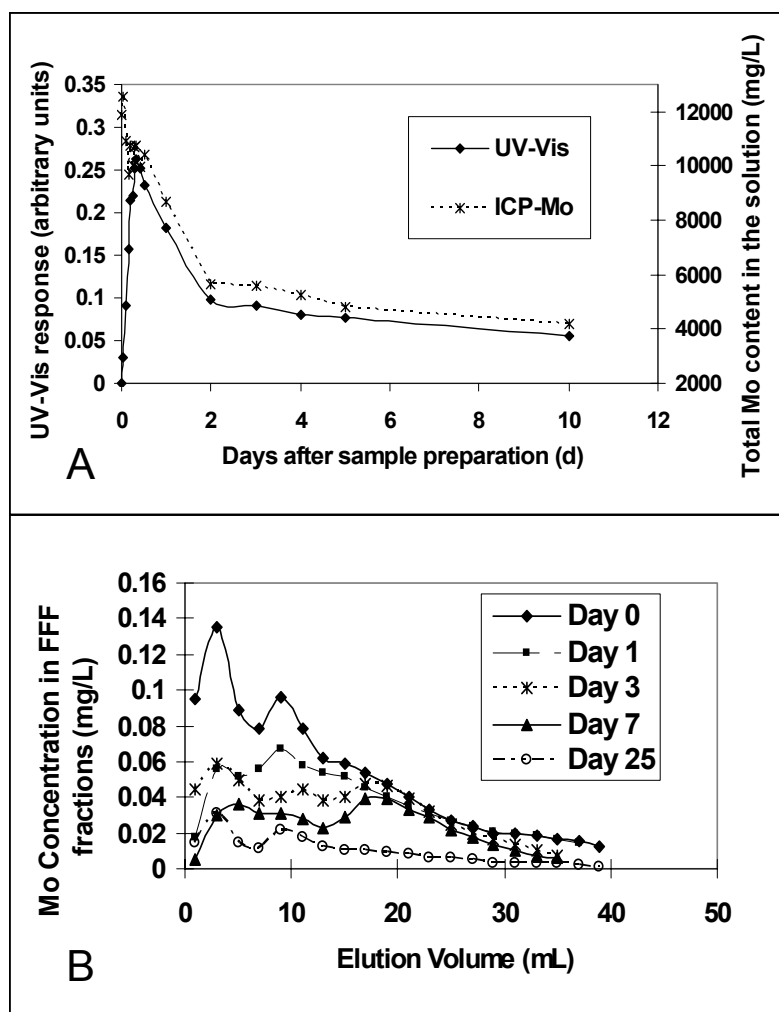 UV-Vis response (arbitrary units)
0.35
0.3
0.25
0.2
0.15
0.1
0.05
0
UV-Vis
ICP-Mo
12000
10000
8000
6000
4000
2000
Total Mo content in the solution (mg/L)
0 2 4 6 8 10 12
Days after sample preparation (d)
A
Mo Concentration in FFF
fractions (mg/L)
0.16
0.14
0.12
0.1
0.08
0.06
0.04
0.02
0
Day 0
Day 1
Day 3
Day 7
Day 25
0 10 20 30 40 50
Elution Volume (mL)
B